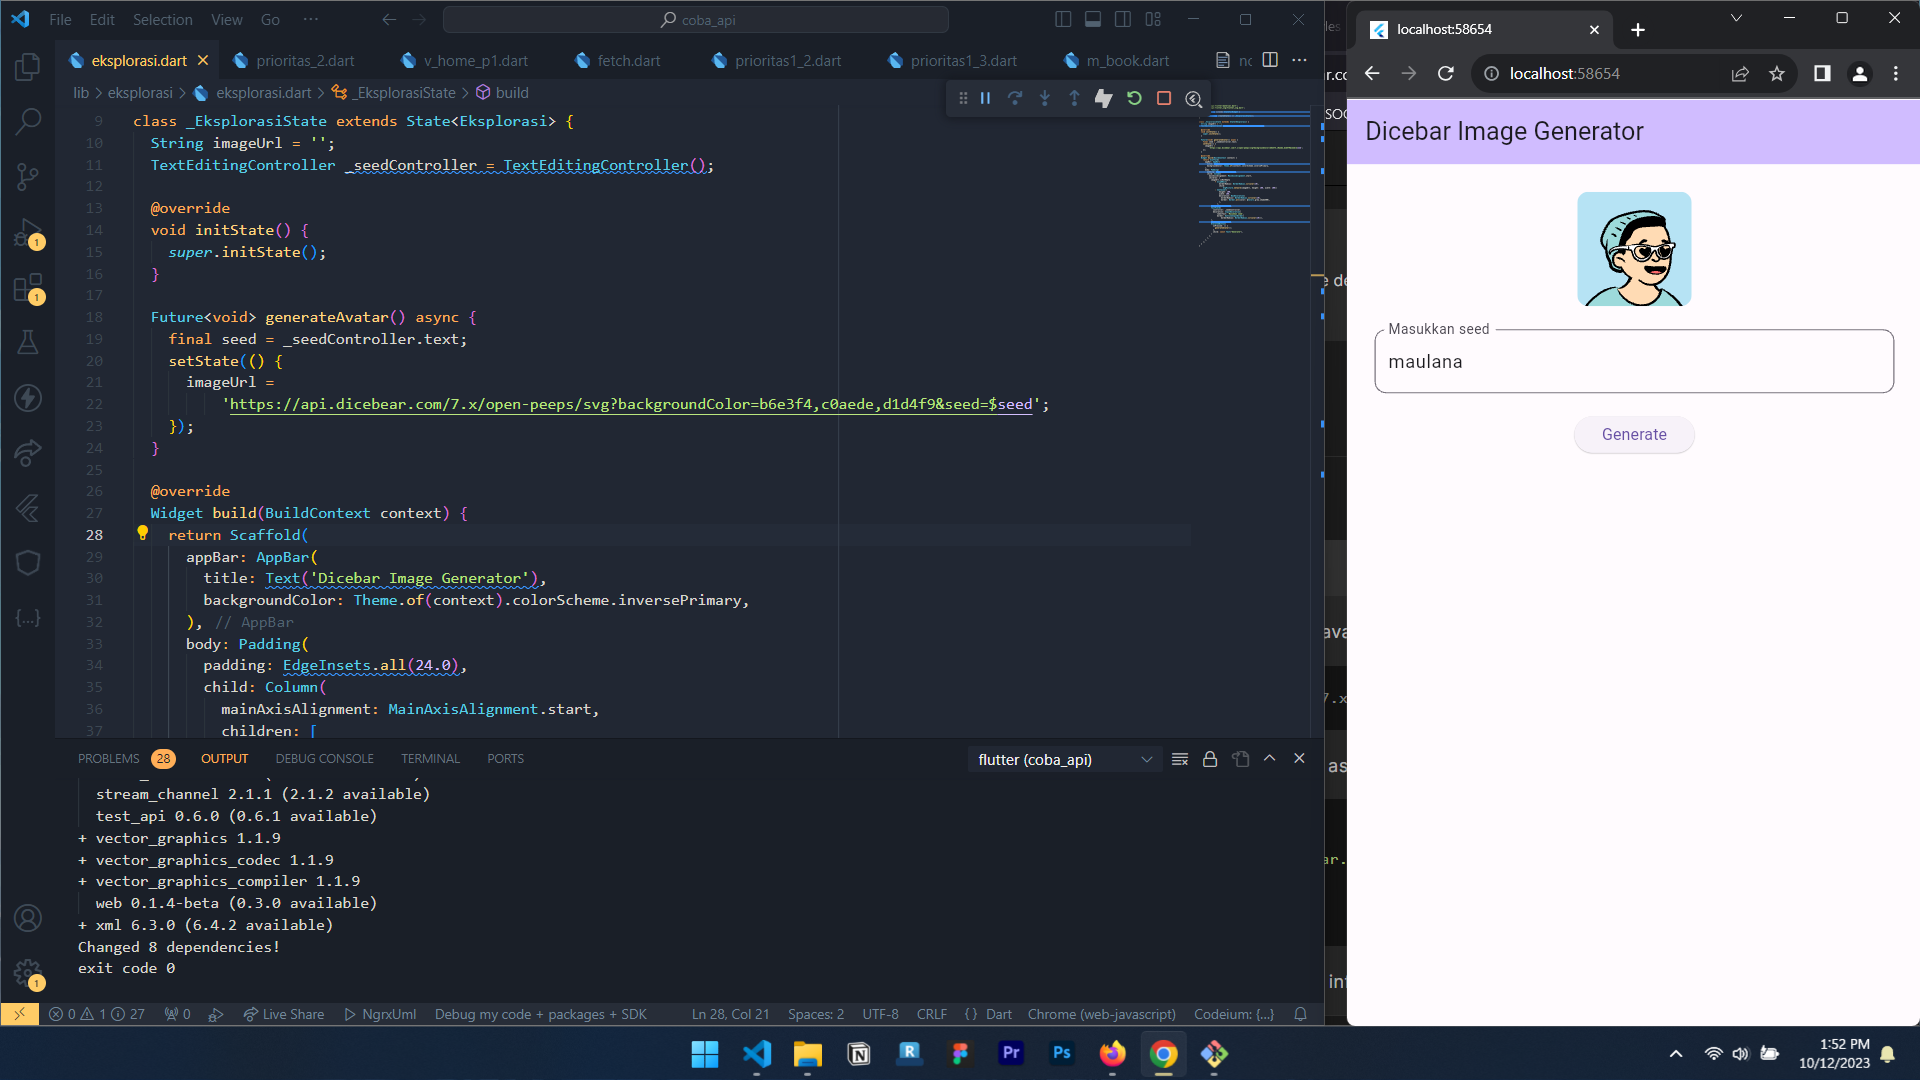 File Edit Selection View Go ··· coba_api
eksplorasi.dart prioritas_2.dart v_home_p1.dart fetch.dart prioritas1_2.dart prioritas1_3.dart m_book.dart
lib > eksplorasi > eksplorasi.dart > _EksplorasiState > build
9 class _EksplorasiState extends State<Eksplorasi> {
10 String imageUrl = '';
11 TextEditingController _seedController = TextEditingController();
12
13 @override
14 void initState() {
15 super.initState();
16 }
17
18 Future<void> generateAvatar() async {
19 final seed = _seedController.text;
20 setState(() {
21 imageUrl =
22 'https://api.dicebear.com/7.x/open-peeps/svg?backgroundColor=b6e3f4,c0aede,d1d4f9&seed=$seed';
23 });
24 }
25
26 @override
27 Widget build(BuildContext context) {
28 return Scaffold(
29 appBar: AppBar(
30 title: Text('Dicebar Image Generator'),
31 backgroundColor: Theme.of(context).colorScheme.inversePrimary,
32 ), // AppBar
33 body: Padding(
34 padding: EdgeInsets.all(24.0),
35 child: Column(
36 mainAxisAlignment: MainAxisAlignment.start,
37 children: [
PROBLEMS 28 OUTPUT DEBUG CONSOLE TERMINAL PORTS flutter (coba_api)
stream_channel 2.1.1 (2.1.2 available)
test_api 0.6.0 (0.6.1 available)
+ vector_graphics 1.1.9
+ vector_graphics_codec 1.1.9
+ vector_graphics_compiler 1.1.9
web 0.1.4-beta (0.3.0 available)
+ xml 6.3.0 (6.4.2 available)
Changed 8 dependencies!
exit code 0
0 1 27 0 Live Share NgrxUml Debug my code + packages + SDK Ln 28, Col 21 Spaces: 2 UTF-8 CRLF {} Dart Chrome (web-javascript) Codeium: {...}
localhost:58654
localhost:58654
Dicebar Image Generator
Masukkan seed
maulana
Generate
1:52 PM
10/12/2023